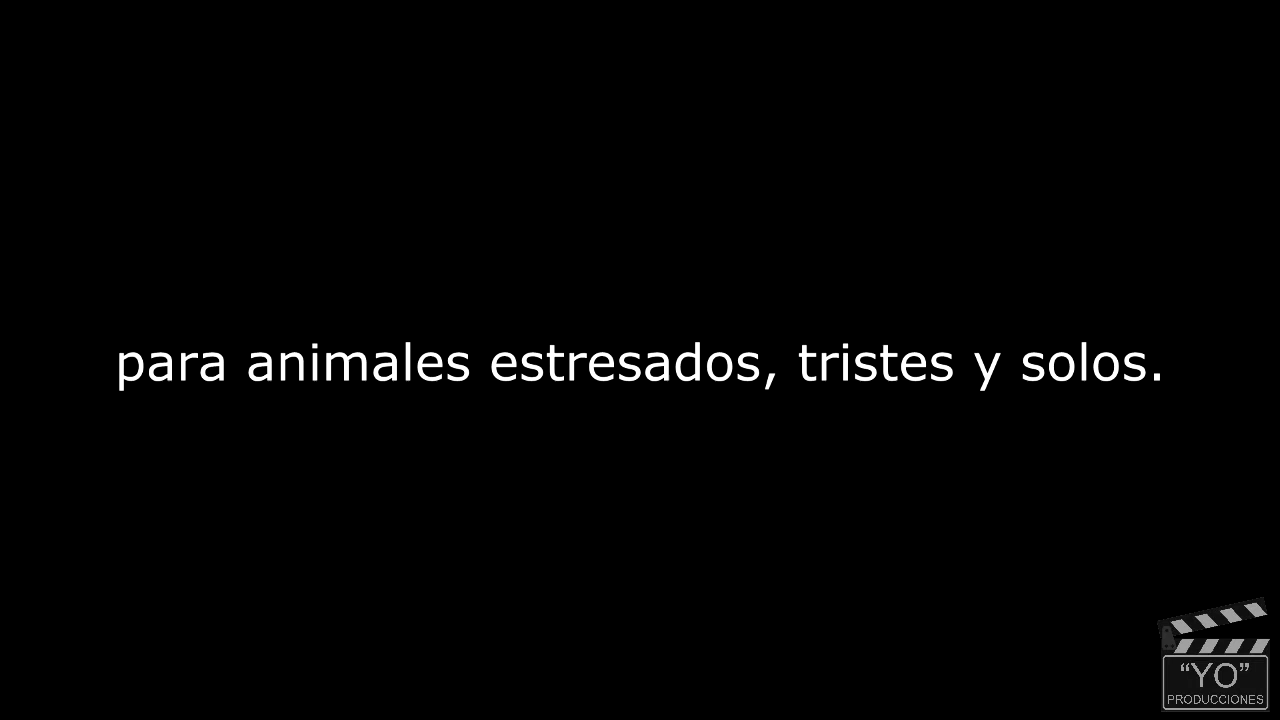 para animales estresados, tristes y solos.
“YO”
PRODUCCIONES